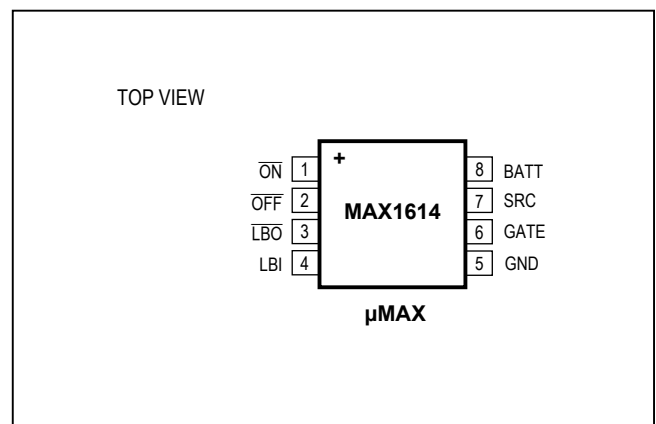 TOP VIEW
+
ON 1
OFF 2
LBO 3
LBI 4
MAX1614
8 BATT
7 SRC
6 GATE
5 GND
µMAX